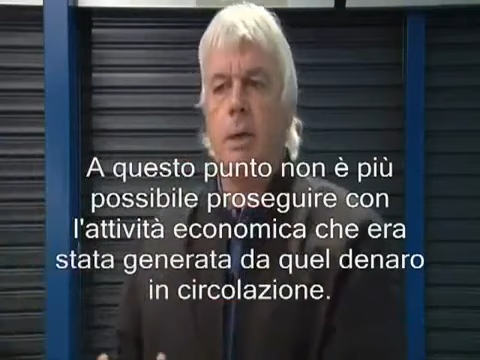 A questo punto non è più
possibile proseguire con
l'attività economica che era
stata generata da quel denaro
in circolazione.